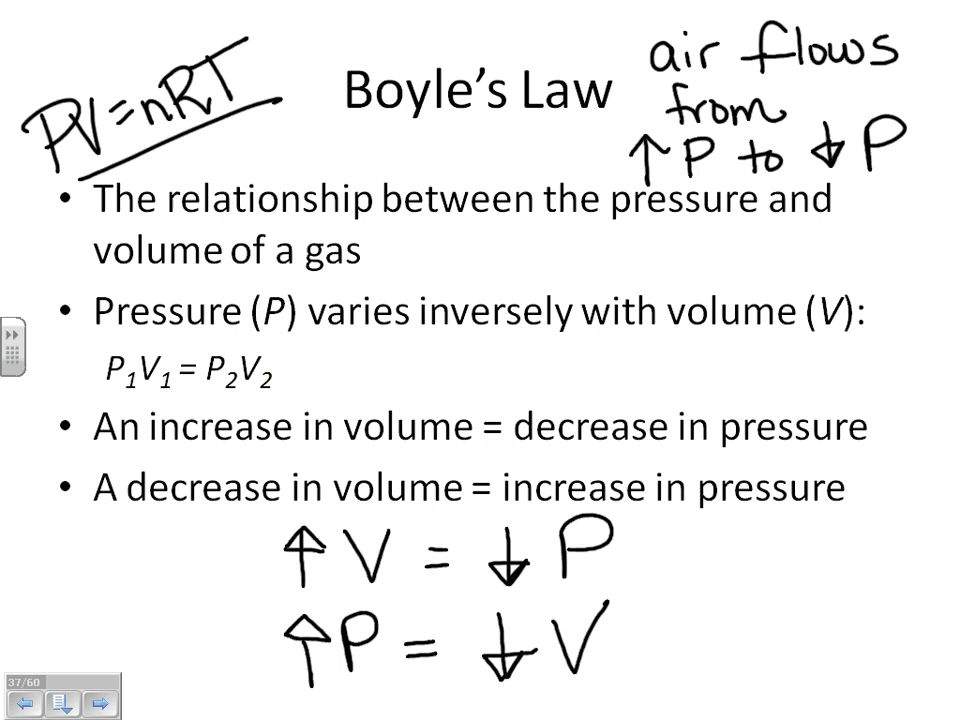 PV=nRT
Boyle's Law
air flows
from
↑ P to ↓ P
• The relationship between the pressure and
volume of a gas
• Pressure (P) varies inversely with volume (V):
P₁V₁ = P₂V₂
• An increase in volume = decrease in pressure
• A decrease in volume = increase in pressure
↑ V = ↓ P
↑ P = ↓ V
37/60